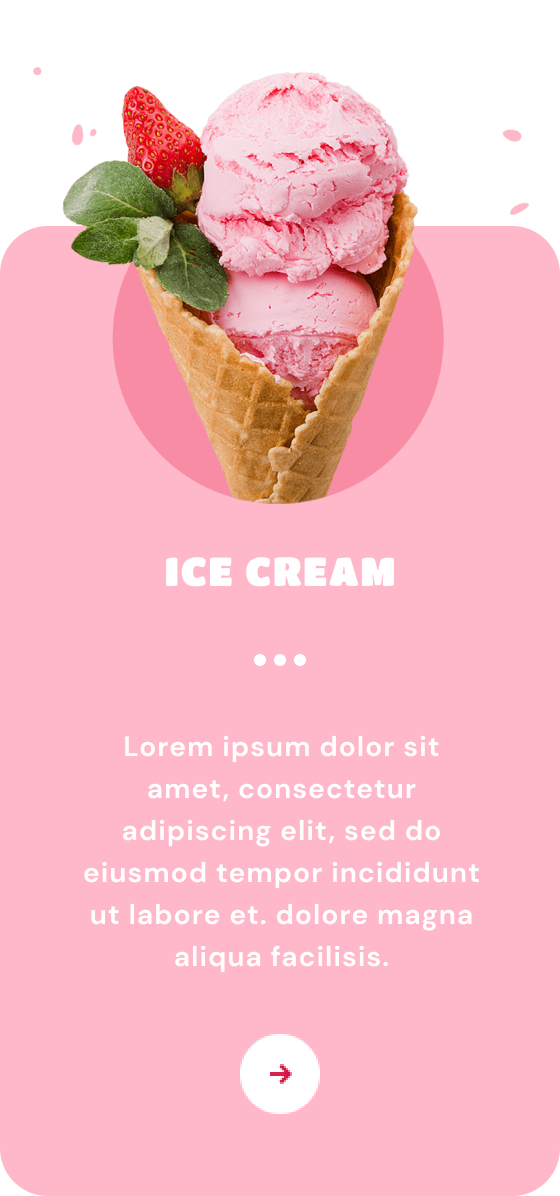 ICE CREAM
Lorem ipsum dolor sit
amet, consectetur
adipiscing elit, sed do
eiusmod tempor incididunt
ut labore et. dolore magna
aliqua facilisis.